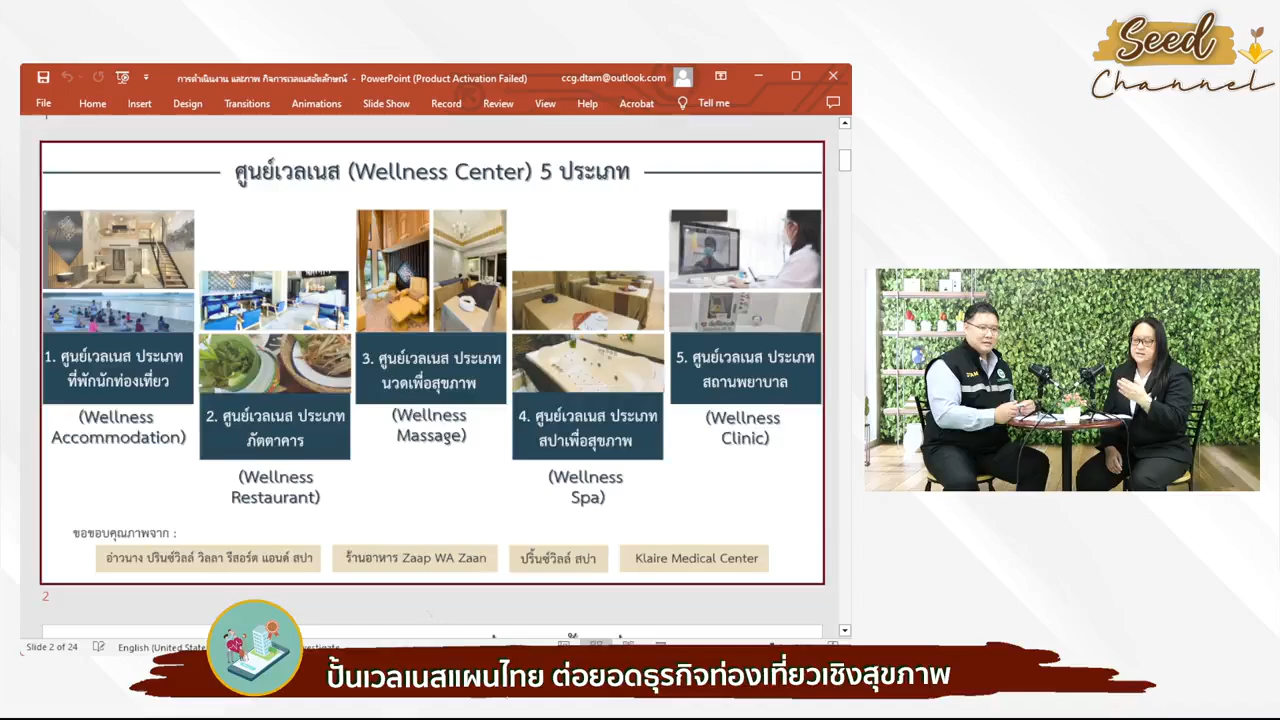 Seed
Channel
การดำเนินงาน และภาพ กิจการเวลเนสอัตลักษณ์ - PowerPoint (Product Activation Failed)
ccg.dtam@outlook.com
File Home Insert Design Transitions Animations Slide Show Record Review View Help Acrobat Tell me
ศูนย์เวลเนส (Wellness Center) 5 ประเภท
1. ศูนย์เวลเนส ประเภท
ที่พักนักท่องเที่ยว
(Wellness
Accommodation)
2. ศูนย์เวลเนส ประเภท
ภัตตาคาร
(Wellness
Restaurant)
3. ศูนย์เวลเนส ประเภท
นวดเพื่อสุขภาพ
(Wellness
Massage)
4. ศูนย์เวลเนส ประเภท
สปาเพื่อสุขภาพ
(Wellness
Spa)
5. ศูนย์เวลเนส ประเภท
สถานพยาบาล
(Wellness
Clinic)
ขอขอบคุณภาพจาก :
อ่าวนาง ปรินซ์วิลล์ วิลลา รีสอร์ต แอนด์ สปา
ร้านอาหาร Zaap WA Zaan
ปริ้นซ์วิลล์ สปา
Klaire Medical Center
2
Slide 2 of 24
English (United State
ปั้นเวลเนสแผนไทย ต่อยอดธุรกิจท่องเที่ยวเชิงสุขภาพ